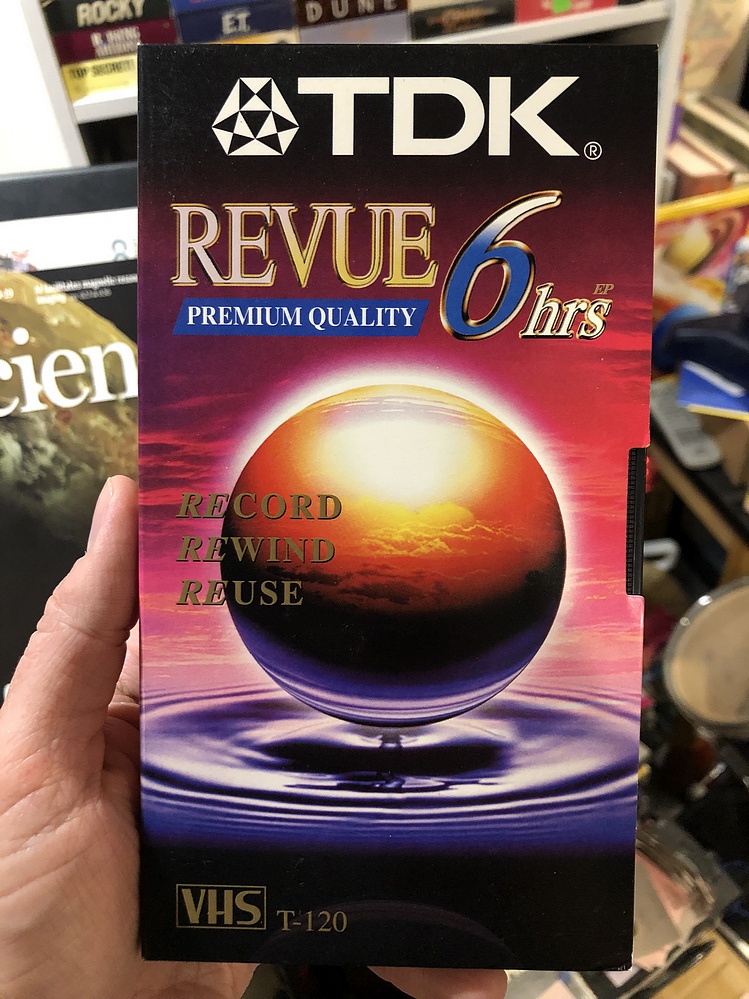 ROCKY
TOP SECRET!
E.T.
DUNE
TDK®
REVUE
6 hrs EP
PREMIUM QUALITY
cien
RECORD
REWIND
REUSE
VHS T-120